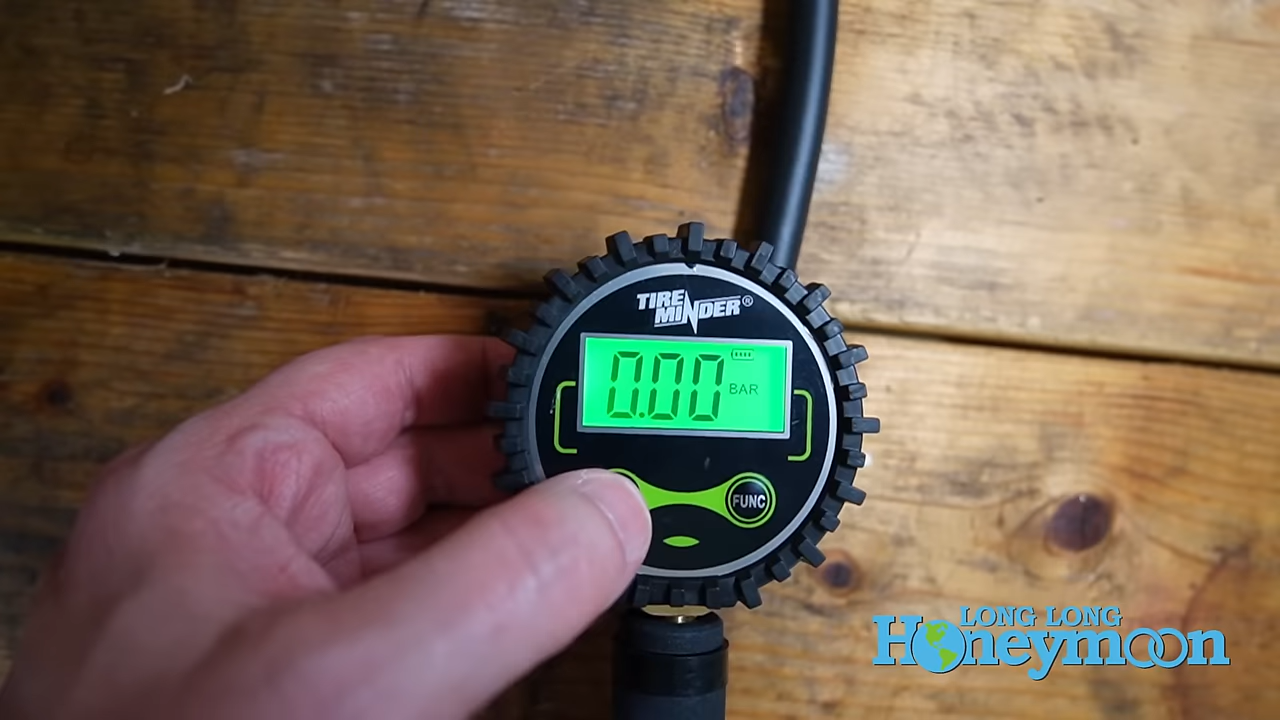 TIRE
MINDER®
0.00 BAR
FUNC
LONG LONG
Honeymoon